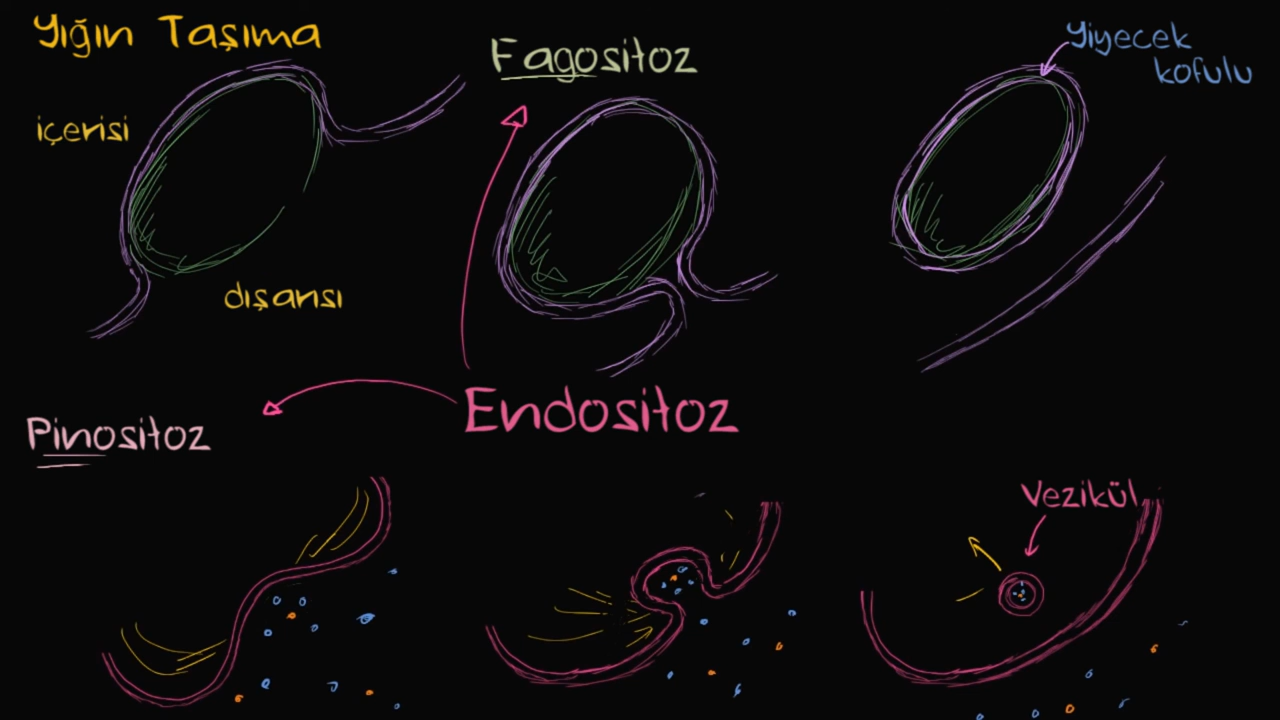 Yığın Taşıma
Fagositoz
Yiyecek
kofulu
içerisi
dışarısı
Endositoz
Pinositoz
Vezikül